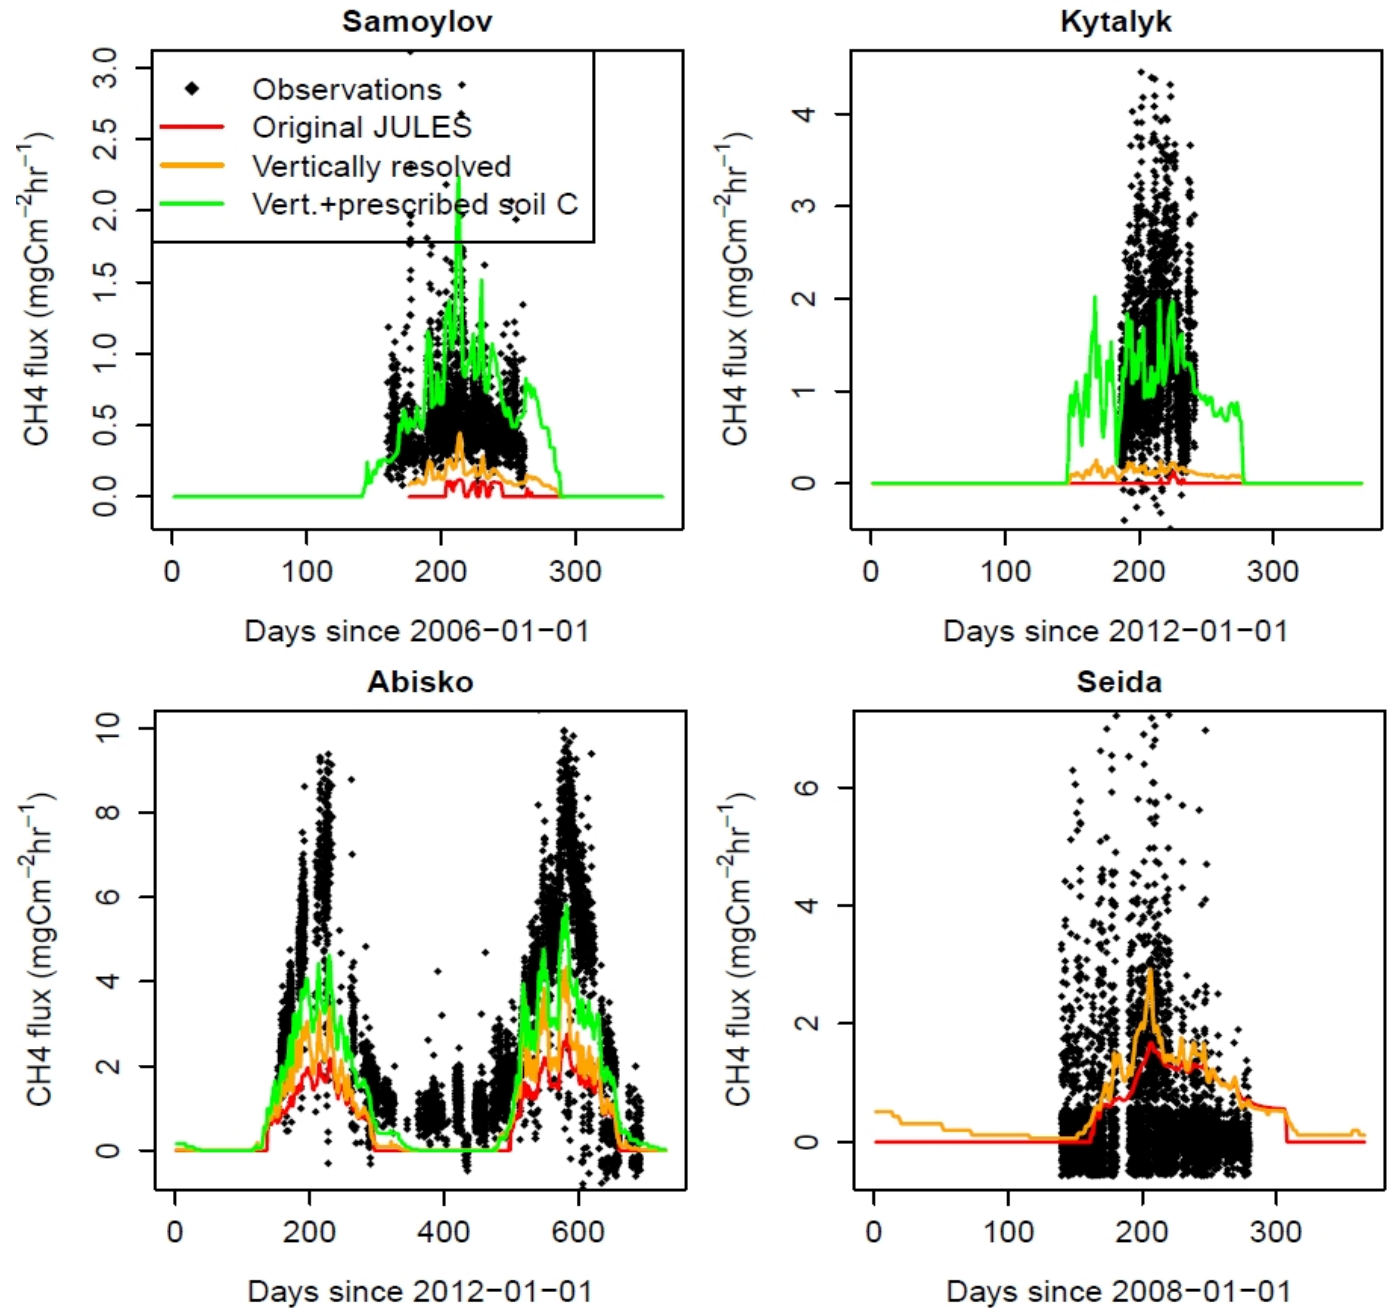 Samoylov
3.0
2.5
2.0
1.5
1.0
0.5
0.0
CH4 flux (mgCm−2hr−1)
Observations
Original JULES
Vertically resolved
Vert.+prescribed soil C
0 100 200 300
Days since 2006−01−01
Kytalyk
4
3
2
1
0
CH4 flux (mgCm−2hr−1)
0 100 200 300
Days since 2012−01−01
Abisko
10
8
6
4
2
0
CH4 flux (mgCm−2hr−1)
0 200 400 600
Days since 2012−01−01
Seida
6
4
2
0
CH4 flux (mgCm−2hr−1)
0 100 200 300
Days since 2008−01−01